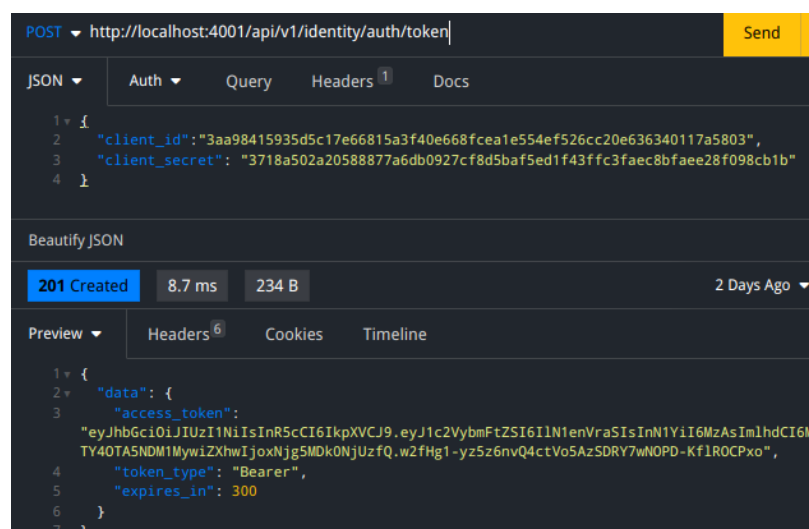 POST http://localhost:4001/api/v1/identity/auth/token Send
JSON Auth Query Headers 1 Docs
1 {
2 "client_id":"3aa98415935d5c17e66815a3f40e668fcea1e554ef526cc20e636340117a5803",
3 "client_secret": "3718a502a20588877a6db0927cf8d5baf5ed1f43ffc3faec8bfaee28f098cb1b"
4 }
Beautify JSON
201 Created 8.7 ms 234 B 2 Days Ago
Preview Headers 6 Cookies Timeline
1 {
2 "data": {
3 "access_token":
"eyJhbGciOiJIUzI1NiIsInR5cCI6IkpXVCJ9.eyJ1c2VybmFtZSI6IlN1enVraSIsInN1YiI6MzAsImlhdCI6M
TY4OTA5NDM1MywiZXhwIjoxNjg5MDk0NjUzfQ.w2fHg1-yz5z6nvQ4ctVo5AzSDRY7wNOPD-KflROCPxo",
4 "token_type": "Bearer",
5 "expires_in": 300
6 }
7 }